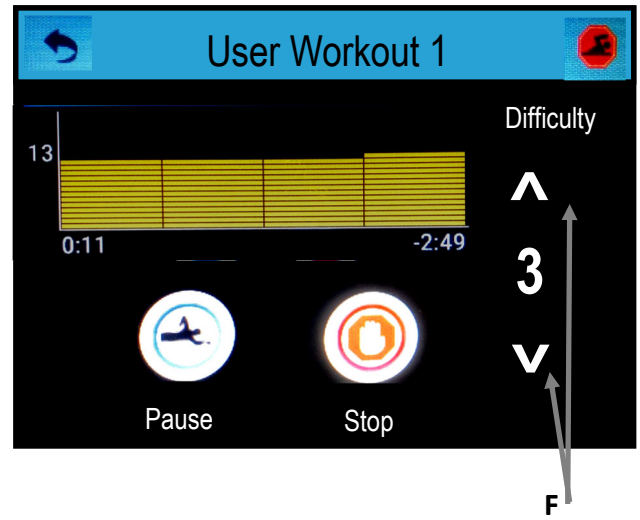 User Workout 1
Difficulty
13
0:11
-2:49
3
Pause
Stop
F